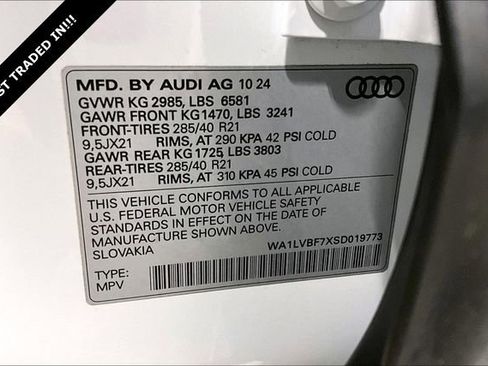 ST TRADED IN!!!
MFD. BY AUDI AG 10 24
GVWR KG 2985, LBS 6581
GAWR FRONT KG1470, LBS 3241
FRONT-TIRES 285/40 R21
9,5JX21 RIMS, AT 290 KPA 42 PSI COLD
GAWR REAR KG 1725, LBS 3803
REAR-TIRES 285/40 R21
9,5JX21 RIMS, AT 310 KPA 45 PSI COLD
THIS VEHICLE CONFORMS TO ALL APPLICABLE
U.S. FEDERAL MOTOR VEHICLE SAFETY
STANDARDS IN EFFECT ON THE DATE OF
MANUFACTURE SHOWN ABOVE.
SLOVAKIA
WA1LVBF7XSD019773
TYPE:
MPV